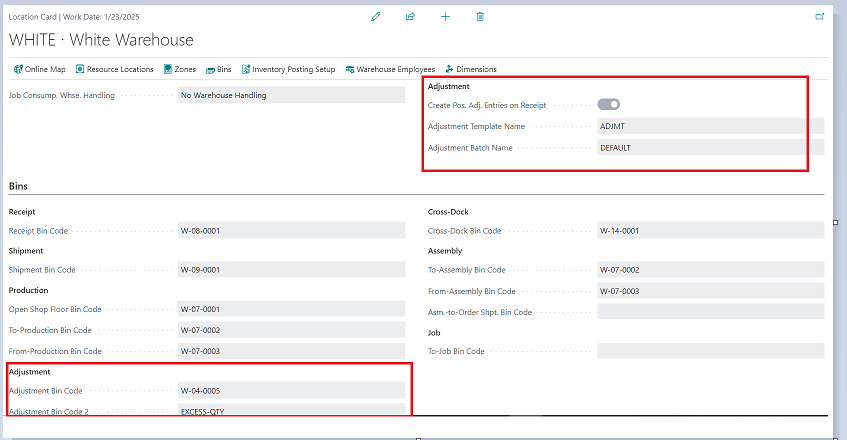 Location Card | Work Date: 1/23/2025
WHITE · White Warehouse
Online Map Resource Locations Zones Bins Inventory Posting Setup Warehouse Employees Dimensions
Job Consump. Whse. Handling No Warehouse Handling
Adjustment
Create Pos. Adj. Entries on Receipt
Adjustment Template Name ADJMT
Adjustment Batch Name DEFAULT
Bins
Receipt
Receipt Bin Code W-08-0001
Shipment
Shipment Bin Code W-09-0001
Production
Open Shop Floor Bin Code W-07-0001
To-Production Bin Code W-07-0002
From-Production Bin Code W-07-0003
Adjustment
Adjustment Bin Code W-04-0005
Adjustment Bin Code 2 EXCESS-QTY
Cross-Dock
Cross-Dock Bin Code W-14-0001
Assembly
To-Assembly Bin Code W-07-0002
From-Assembly Bin Code W-07-0003
Asm.-to-Order Shpt. Bin Code
Job
To-Job Bin Code